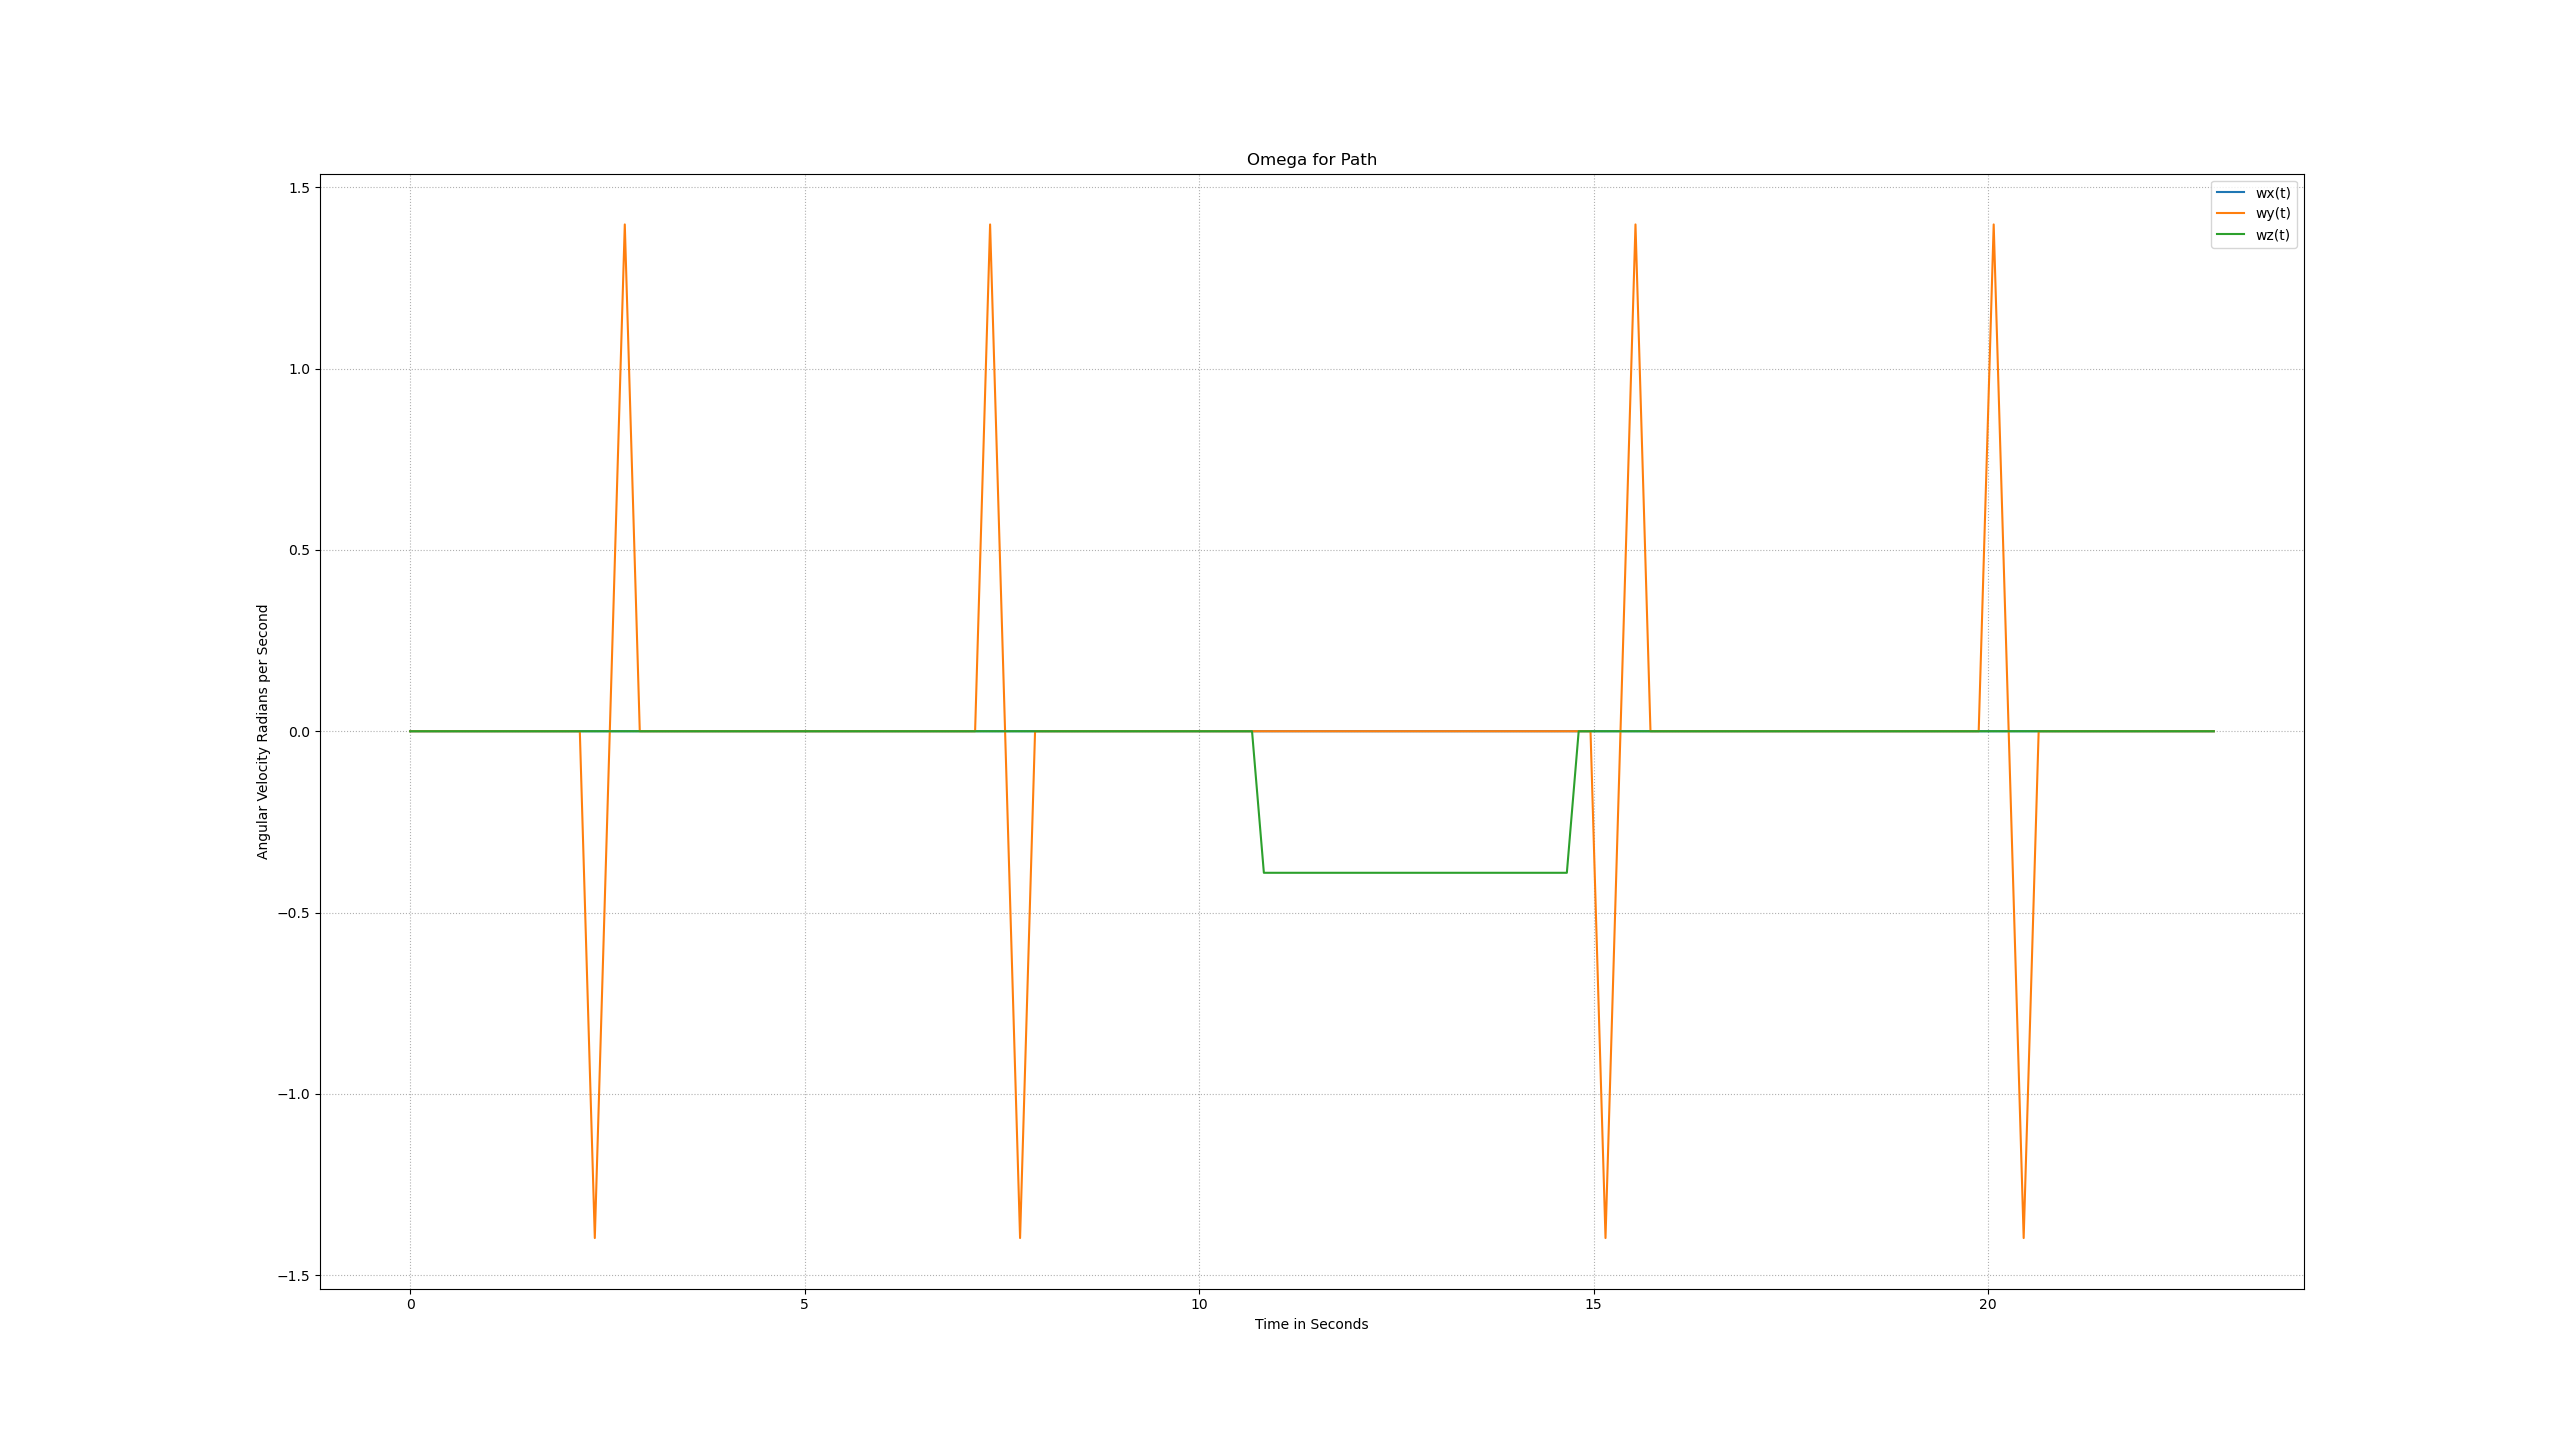 Omega for Path
wx(t)
wy(t)
wz(t)
1.5
1.0
0.5
0.0
−0.5
−1.0
−1.5
Angular Velocity Radians per Second
0 5 10 15 20
Time in Seconds